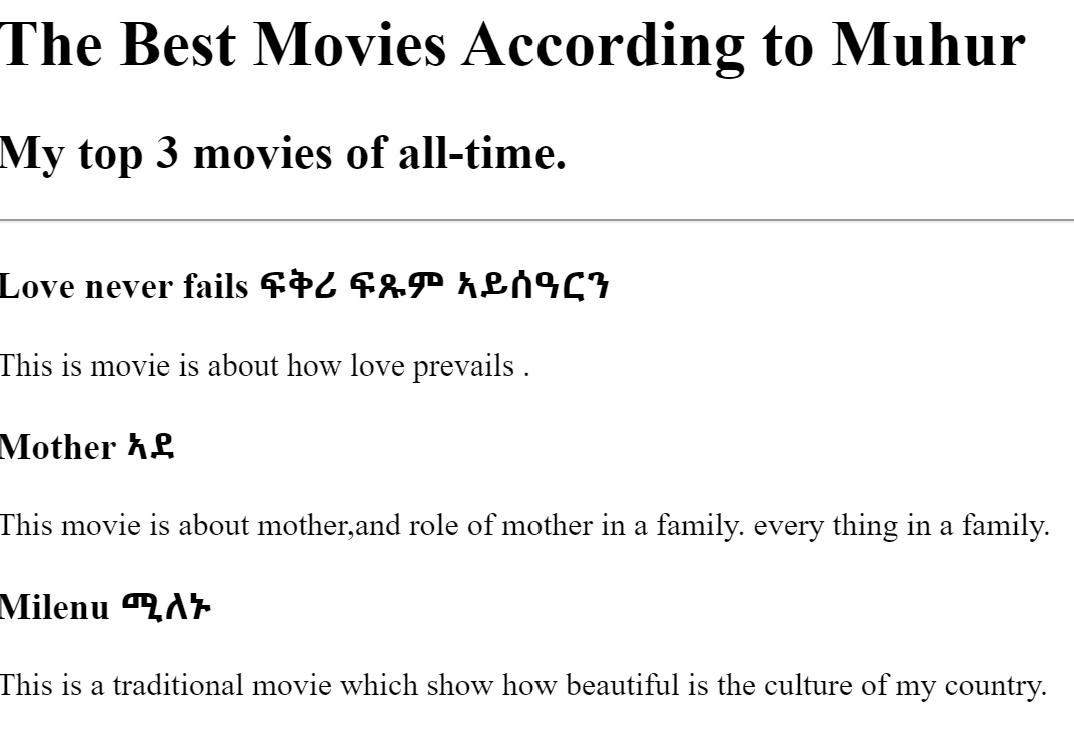 The Best Movies According to Muhur
My top 3 movies of all-time.
Love never fails ፍቅሪ ፍጹም ኣይሰዓርን
This is movie is about how love prevails .
Mother ኣደ
This movie is about mother,and role of mother in a family. every thing in a family.
Milenu ሚለኑ
This is a traditional movie which show how beautiful is the culture of my country.